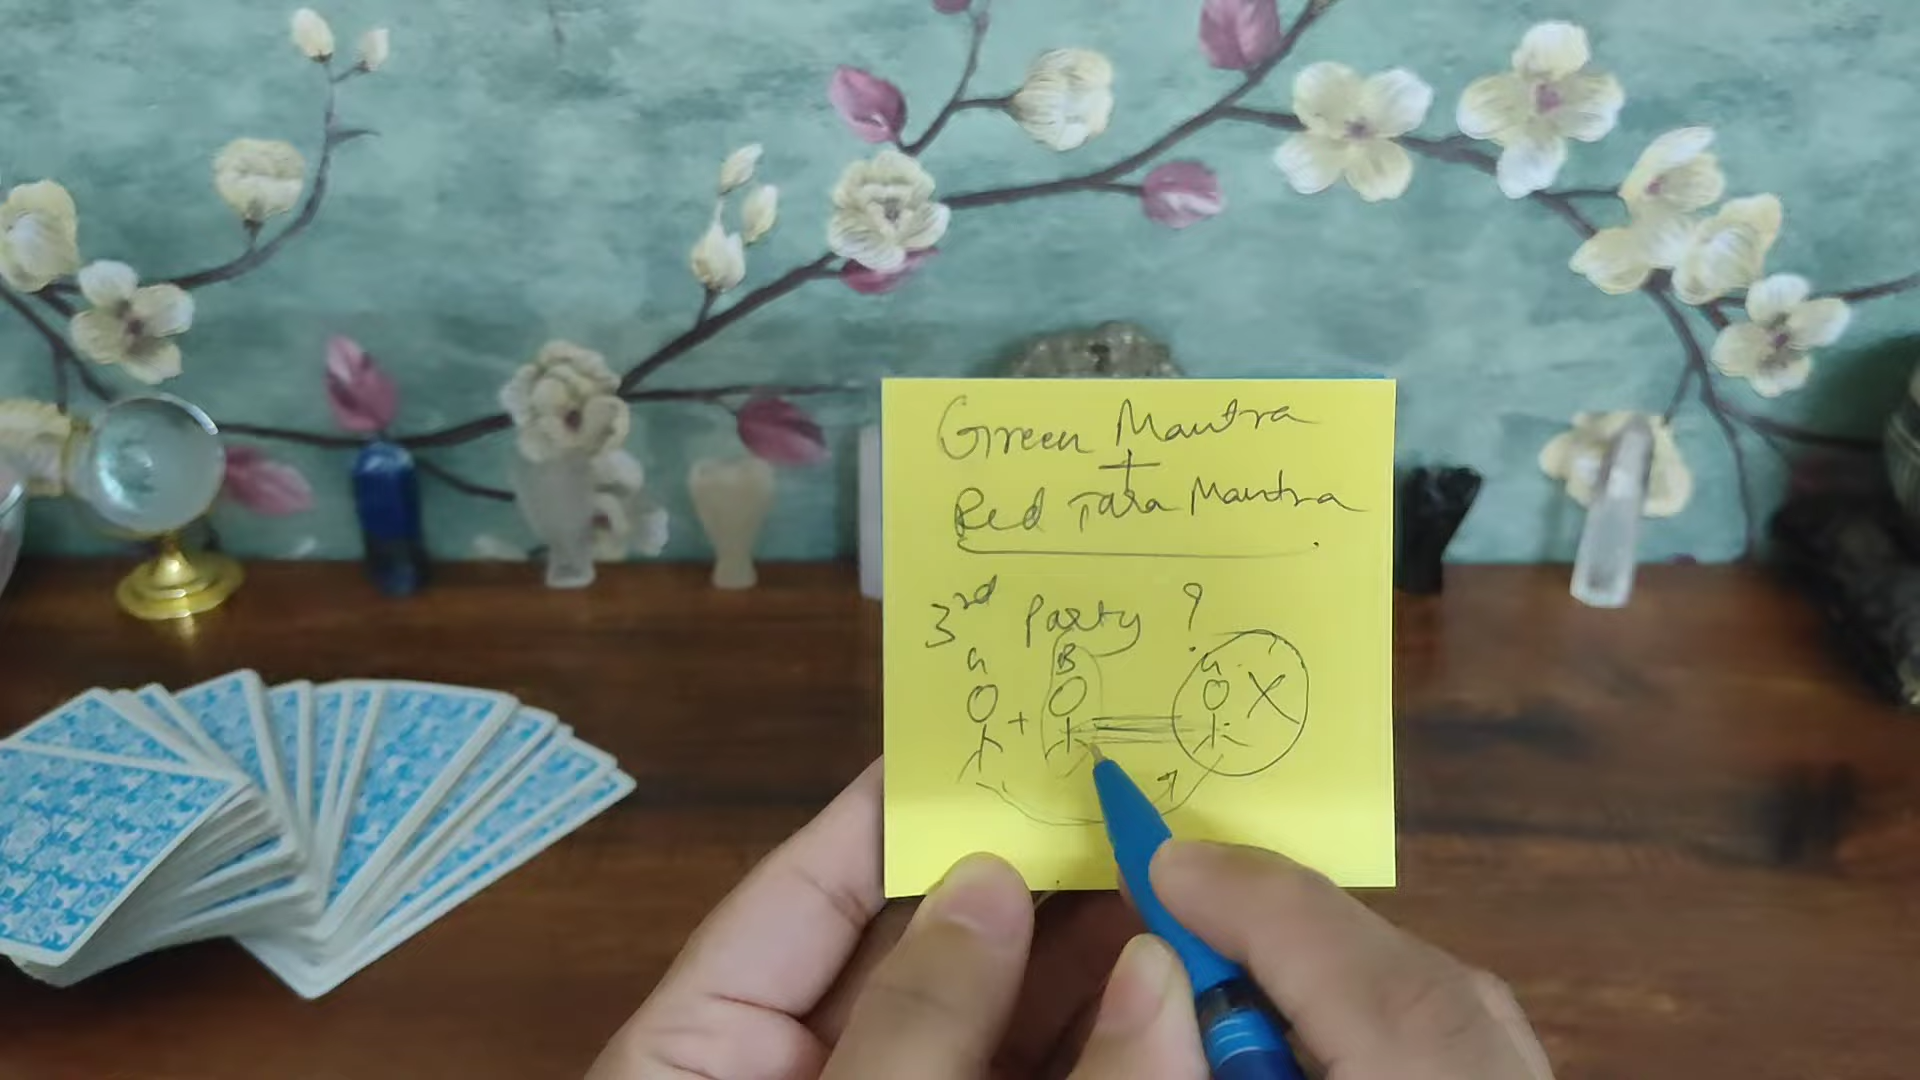 Green Mantra
+
Red Tara Mantra
3rd Party ?
G B G
+ X